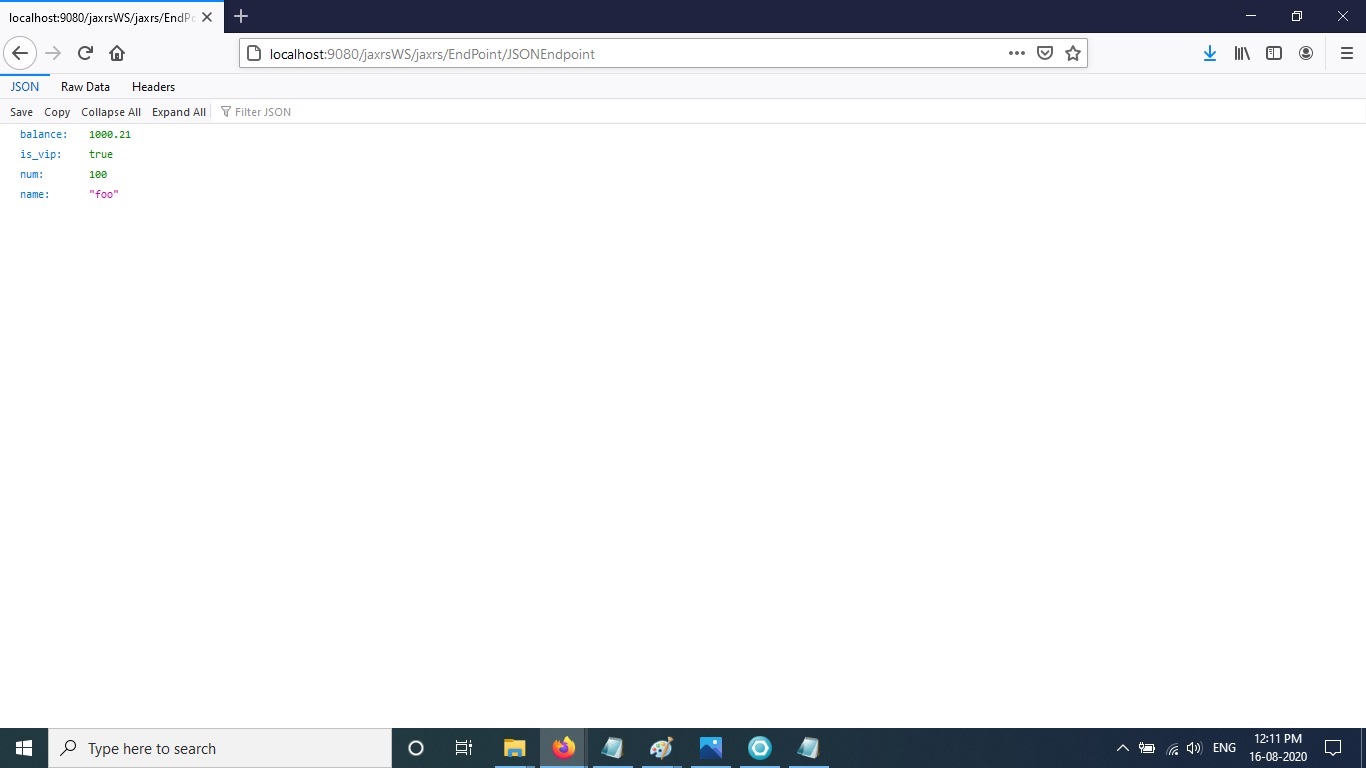 localhost:9080/jaxrsWS/jaxrs/EndPo
localhost:9080/jaxrsWS/jaxrs/EndPoint/JSONEndpoint
JSON Raw Data Headers
Save Copy Collapse All Expand All Filter JSON
balance: 1000.21
is_vip: true
num: 100
name: "foo"
Type here to search
ENG
12:11 PM
16-08-2020